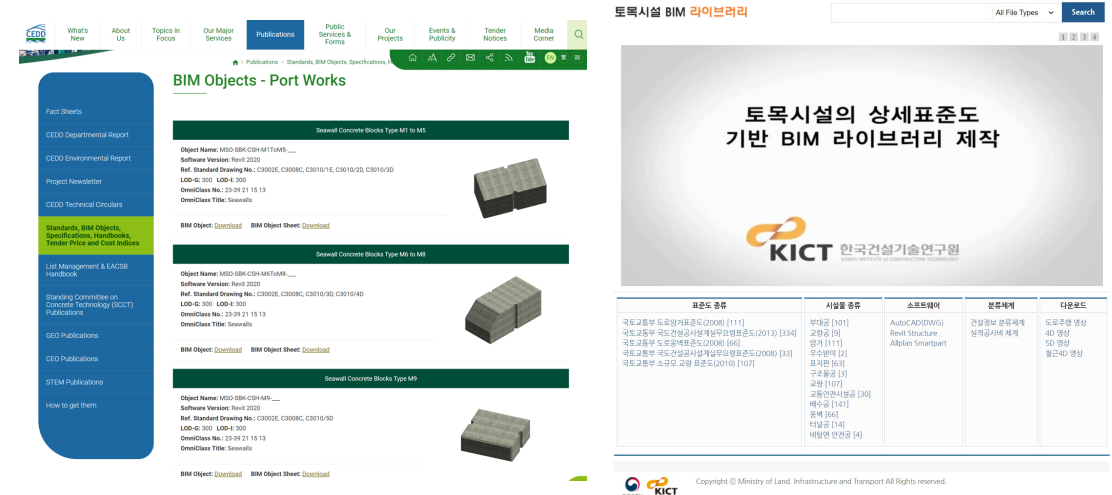 CEDD
What's
New
About
Us
Topics in
Focus
Our Major
Services
Publications
Public
Services &
Forms
Our
Projects
Events &
Publicity
Tender
Notices
Media
Corner
Publications
Standards, BIM Objects, Specifications,
EN
繁
简
Fact Sheets
CEDD Departmental Report
CEDD Environmental Report
Project Newsletter
CEDD Technical Circulars
Standards, BIM Objects,
Specifications, Handbooks,
Tender Price and Cost Indices
List Management & EACSB
Handbook
Standing Committee on
Concrete Technology (SCCT)
Publications
GEO Publications
CEO Publications
STEM Publications
How to get them
BIM Objects - Port Works
Seawall Concrete Blocks Type M1 to M5
Object Name: MSO-SBK-CSH-M1ToM5-___
Software Version: Revit 2020
Ref. Standard Drawing No.: C3002E, C3008C, C3010/1E, C3010/2D, C3010/3D
LOD-G: 300 LOD-I: 300
OmniClass No.: 23-39 21 15 13
OmniClass Title: Seawalls
BIM Object: Download BIM Object Sheet: Download
Seawall Concrete Blocks Type M6 to M8
Object Name: MSO-SBK-CSH-M6ToM8-___
Software Version: Revit 2020
Ref. Standard Drawing No.: C3002E, C3008C, C3010/3D, C3010/4D
LOD-G: 300 LOD-I: 300
OmniClass No.: 23-39 21 15 13
OmniClass Title: Seawalls
BIM Object: Download BIM Object Sheet: Download
Seawall Concrete Blocks Type M9
Object Name: MSO-SBK-CSH-M9-___
Software Version: Revit 2020
Ref. Standard Drawing No.: C3002E, C3008C, C3010/5D
LOD-G: 300 LOD-I: 300
OmniClass No.: 23-39 21 15 13
OmniClass Title: Seawalls
BIM Object: Download BIM Object Sheet: Download
토목시설 BIM 라이브러리
All File Types
Search
1 2 3 4
토목시설의 상세표준도
기반 BIM 라이브러리 제작
KICT 한국건설기술연구원
KOREA INSTITUTE of CONSTRUCTION TECHNOLOGY
표준도 종류
국토교통부 도로암거표준도(2008) [111]
국토교통부 국도건설공사설계실무요령표준도(2013) [334]
국토교통부 도로옹벽표준도(2008) [66]
국토교통부 국도건설공사설계실무요령표준도(2008) [33]
국토교통부 소규모 교량 표준도(2010) [107]
시설물 종류
부대공 [101]
교량공 [9]
암거 [111]
우수받이 [2]
표지판 [63]
구조물공 [3]
교량 [107]
교통안전시설공 [30]
배수공 [141]
옹벽 [66]
터널공 [14]
비탈면 안전공 [4]
소프트웨어
AutoCAD(DWG)
Revit Structure
Allplan Smartpart
분류체계
건설정보 분류체계
실적공사비 체계
다운로드
도로주행 영상
4D 영상
5D 영상
철근4D 영상
KICT
Copyright ⓒ Ministry of Land. Infrastructure and Transport All Rights reserved.